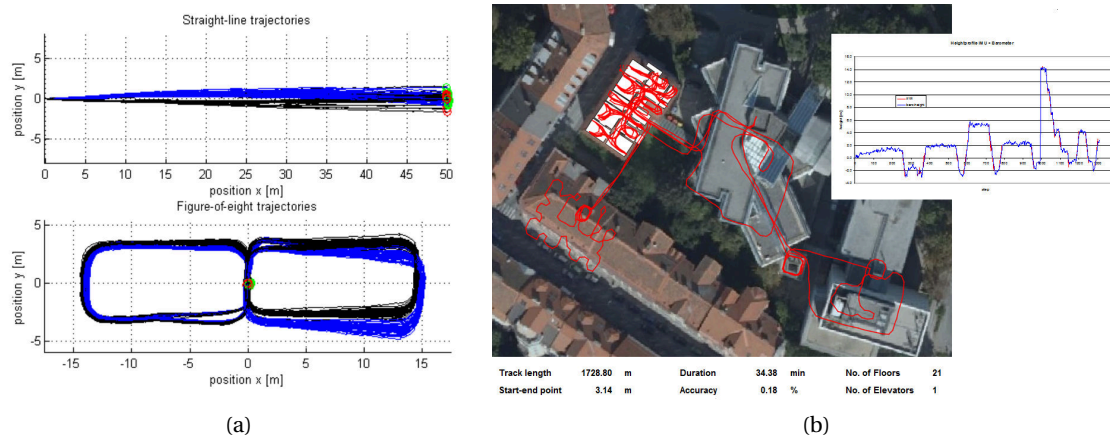 Straight-line trajectories
position y [m]
5
0
-5
0 5 10 15 20 25 30 35 40 45 50
position x [m]
Figure-of-eight trajectories
position y [m]
5
0
-5
-15 -10 -5 0 5 10 15
position x [m]
(a)
Heightprofile IMU + Barometer
Track length 1728.80 m Duration 34.38 min No. of Floors 21
Start-end point 3.14 m Accuracy 0.18 % No. of Elevators 1
(b)